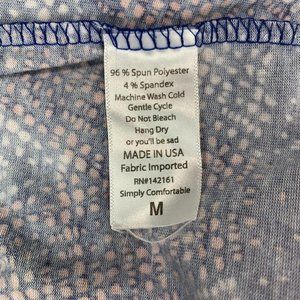 96 % Spun Polyester
4 % Spandex
Machine Wash Cold
Gentle Cycle
Do Not Bleach
Hang Dry
or you'll be sad
MADE IN USA
Fabric Imported
RN#142161
Simply Comfortable
M